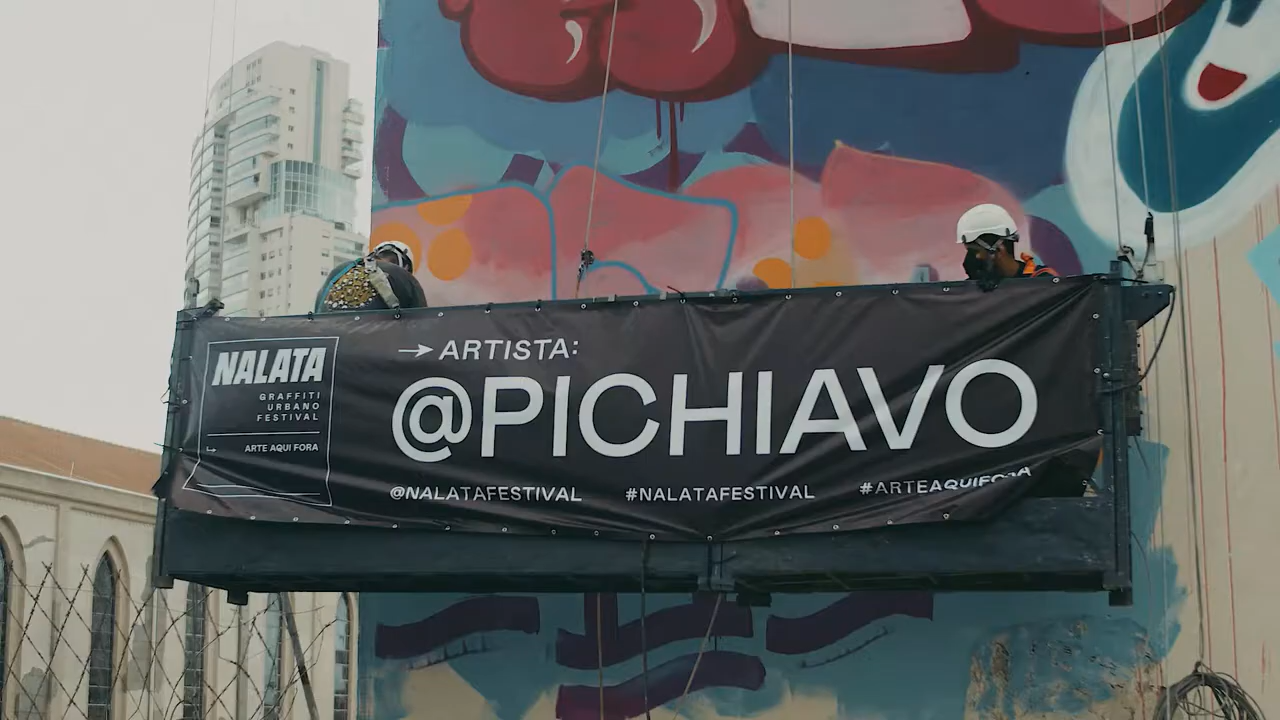 NALATA
GRAFFITI
URBANO
FESTIVAL
ARTE AQUI FORA
→ ARTISTA:
@PICHIAVO
@NALATAFESTIVAL #NALATAFESTIVAL #ARTEAQUIFORA